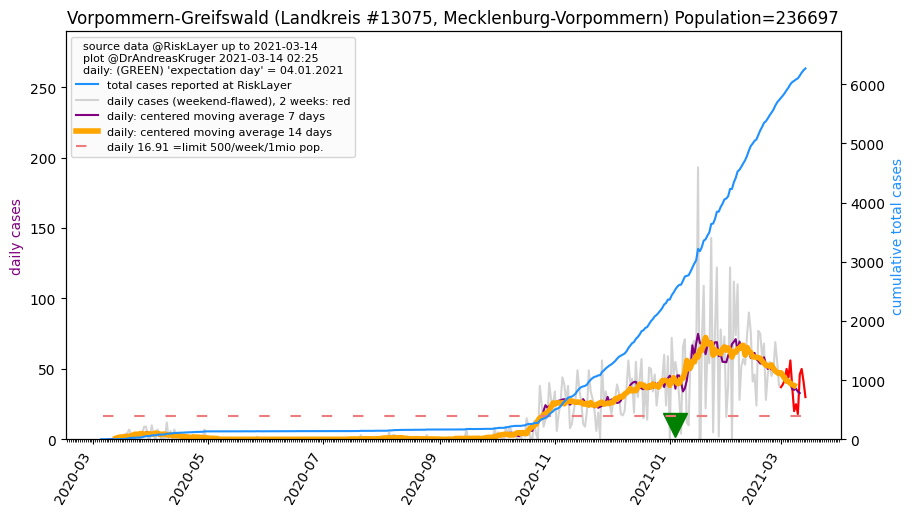 Vorpommern-Greifswald (Landkreis #13075, Mecklenburg-Vorpommern) Population=236697
source data @RiskLayer up to 2021-03-14
plot @DrAndreasKruger 2021-03-14 02:25
daily: (GREEN) 'expectation day' = 04.01.2021
total cases reported at RiskLayer
daily cases (weekend-flawed), 2 weeks: red
daily: centered moving average 7 days
daily: centered moving average 14 days
daily 16.91 =limit 500/week/1mio pop.
daily cases
250
200
150
100
50
0
6000
5000
4000
3000
2000
1000
0
cumulative total cases
2020-03
2020-05
2020-07
2020-09
2020-11
2021-01
2021-03